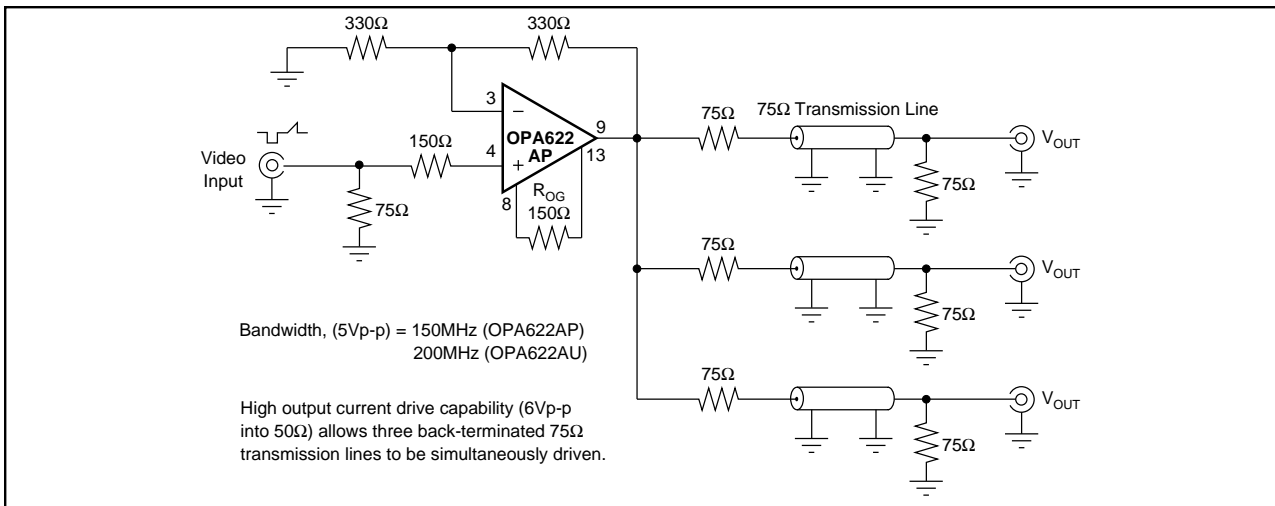 330Ω
330Ω
3
−
9
OPA622
AP
13
4
+
8
R_OG
150Ω
150Ω
Video
Input
75Ω
75Ω
75Ω Transmission Line
V_OUT
75Ω
75Ω
V_OUT
75Ω
75Ω
V_OUT
75Ω
Bandwidth, (5Vp-p) = 150MHz (OPA622AP)
200MHz (OPA622AU)
High output current drive capability (6Vp-p
into 50Ω) allows three back-terminated 75Ω
transmission lines to be simultaneously driven.